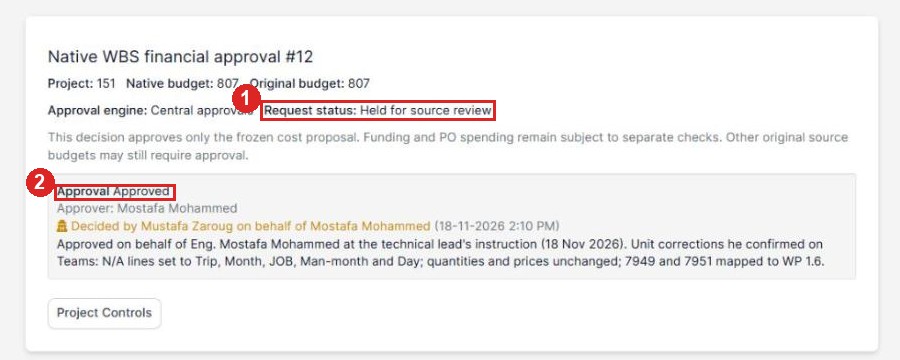 Native WBS financial approval #12
Project: 151 Native budget: 807 Original budget: 807
1
Approval engine: Central approvals Request status: Held for source review
This decision approves only the frozen cost proposal. Funding and PO spending remain subject to separate checks. Other original source
budgets may still require approval.
2
Approval Approved
Approver: Mostafa Mohammed
Decided by Mustafa Zaroug on behalf of Mostafa Mohammed (18-11-2026 2:10 PM)
Approved on behalf of Eng. Mostafa Mohammed at the technical lead's instruction (18 Nov 2026). Unit corrections he confirmed on
Teams: N/A lines set to Trip, Month, JOB, Man-month and Day; quantities and prices unchanged; 7949 and 7951 mapped to WP 1.6.
Project Controls